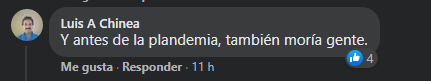 Luis A Chinea
Y antes de la plandemia, también moría gente.
Me gusta · Responder · 11 h
4